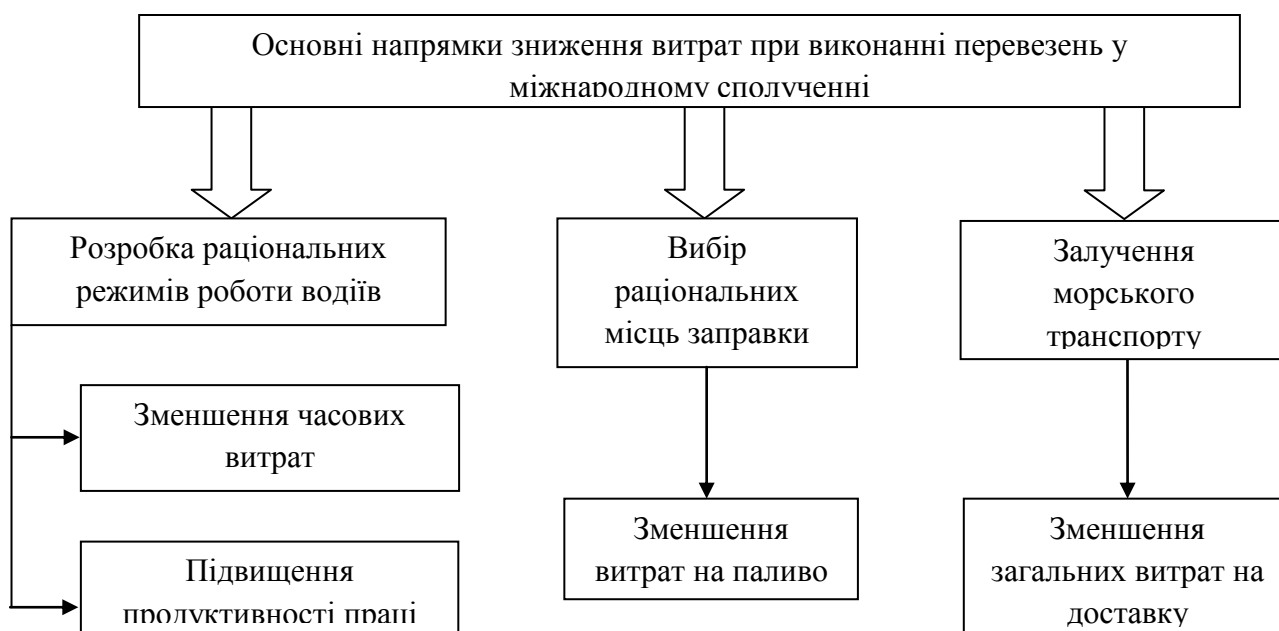 Основні напрямки зниження витрат при виконанні перевезень у
міжнародному сполученні
Розробка раціональних
режимів роботи водіїв
Вибір
раціональних
місць заправки
Залучення
морського
транспорту
Зменшення часових
витрат
Підвищення
продуктивності праці
Зменшення
витрат на паливо
Зменшення
загальних витрат на
доставку